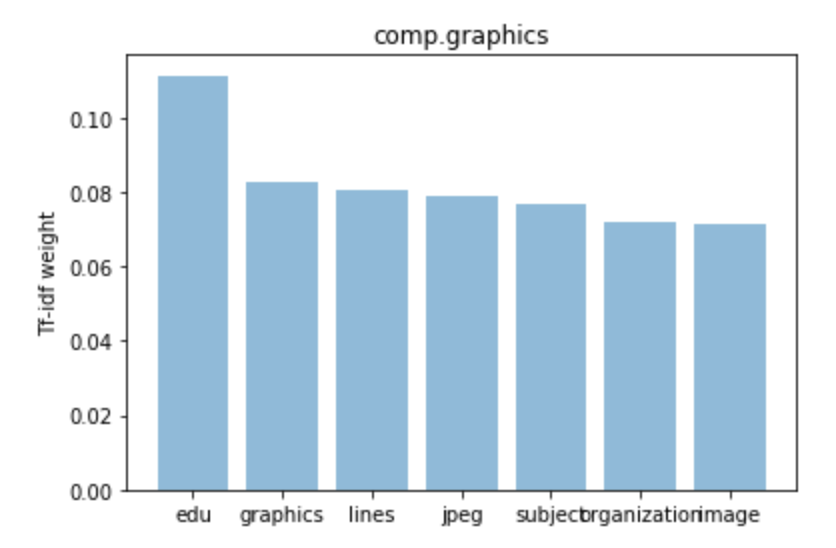 comp.graphics
Tf-idf weight
0.10
0.08
0.06
0.04
0.02
0.00
edu graphics lines jpeg subject organization image